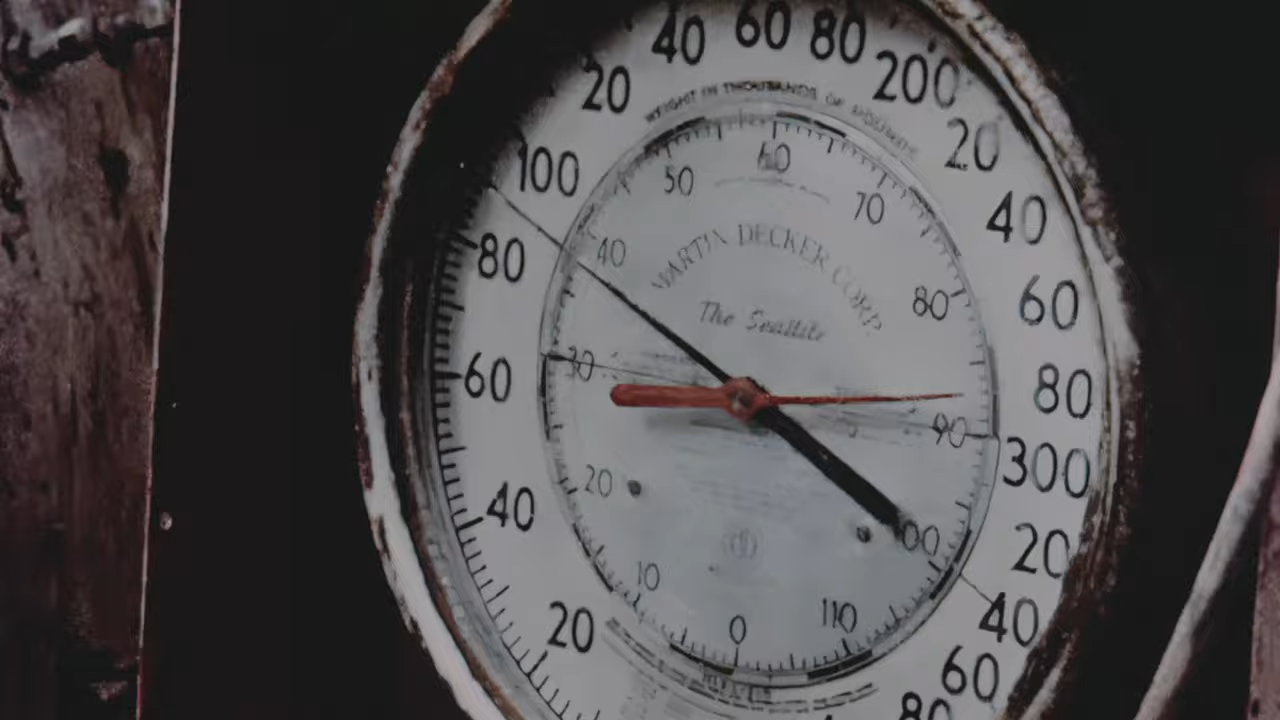 20 40 60 80 200 20 40 60 80 300 20 40 60 80
100 80 60 40 20
WEIGHT IN THOUSANDS OF POUNDS
0 10 20 30 40 50 60 70 80 90 100 110
MARTIN DECKER CORP.
The Sealtite